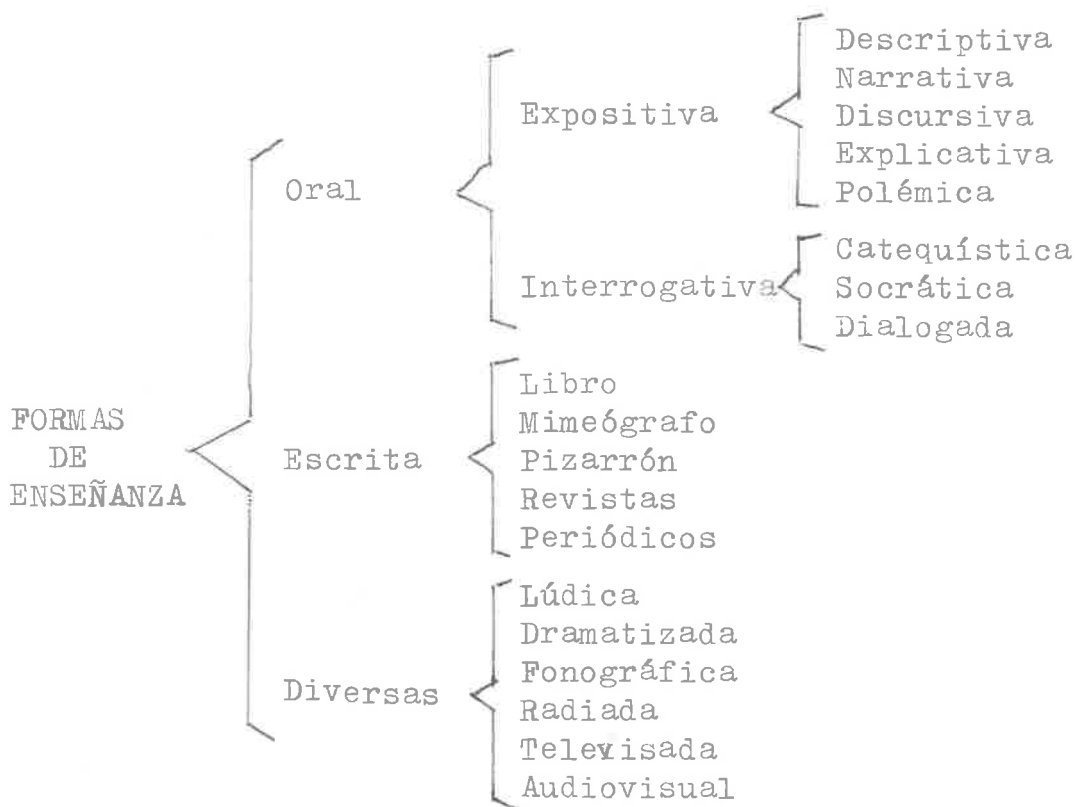 FORMAS
DE
ENSEÑANZA
Oral
Expositiva
Descriptiva
Narrativa
Discursiva
Explicativa
Polémica
Interrogativa
Catequística
Socrática
Dialogada
Escrita
Libro
Mimeógrafo
Pizarrón
Revistas
Periódicos
Diversas
Lúdica
Dramatizada
Fonográfica
Radiada
Televisada
Audiovisual